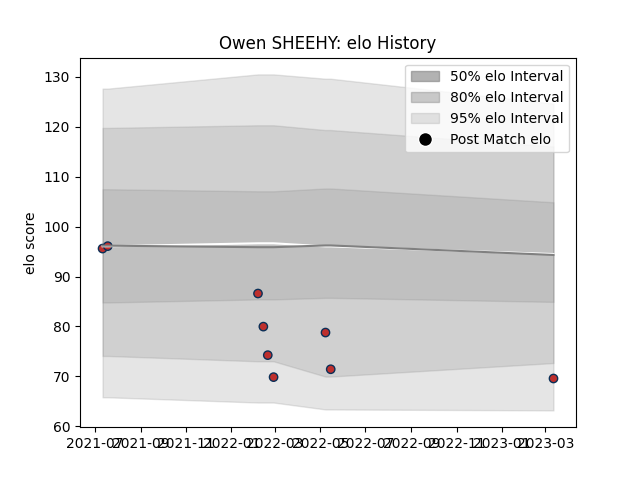 Owen SHEEHY: elo History
130
120
110
100
90
80
70
60
elo score
50% elo Interval
80% elo Interval
95% elo Interval
Post Match elo
2021-07 2021-09 2021-11 2022-01 2022-03 2022-05 2022-07 2022-09 2022-11 2023-01 2023-03